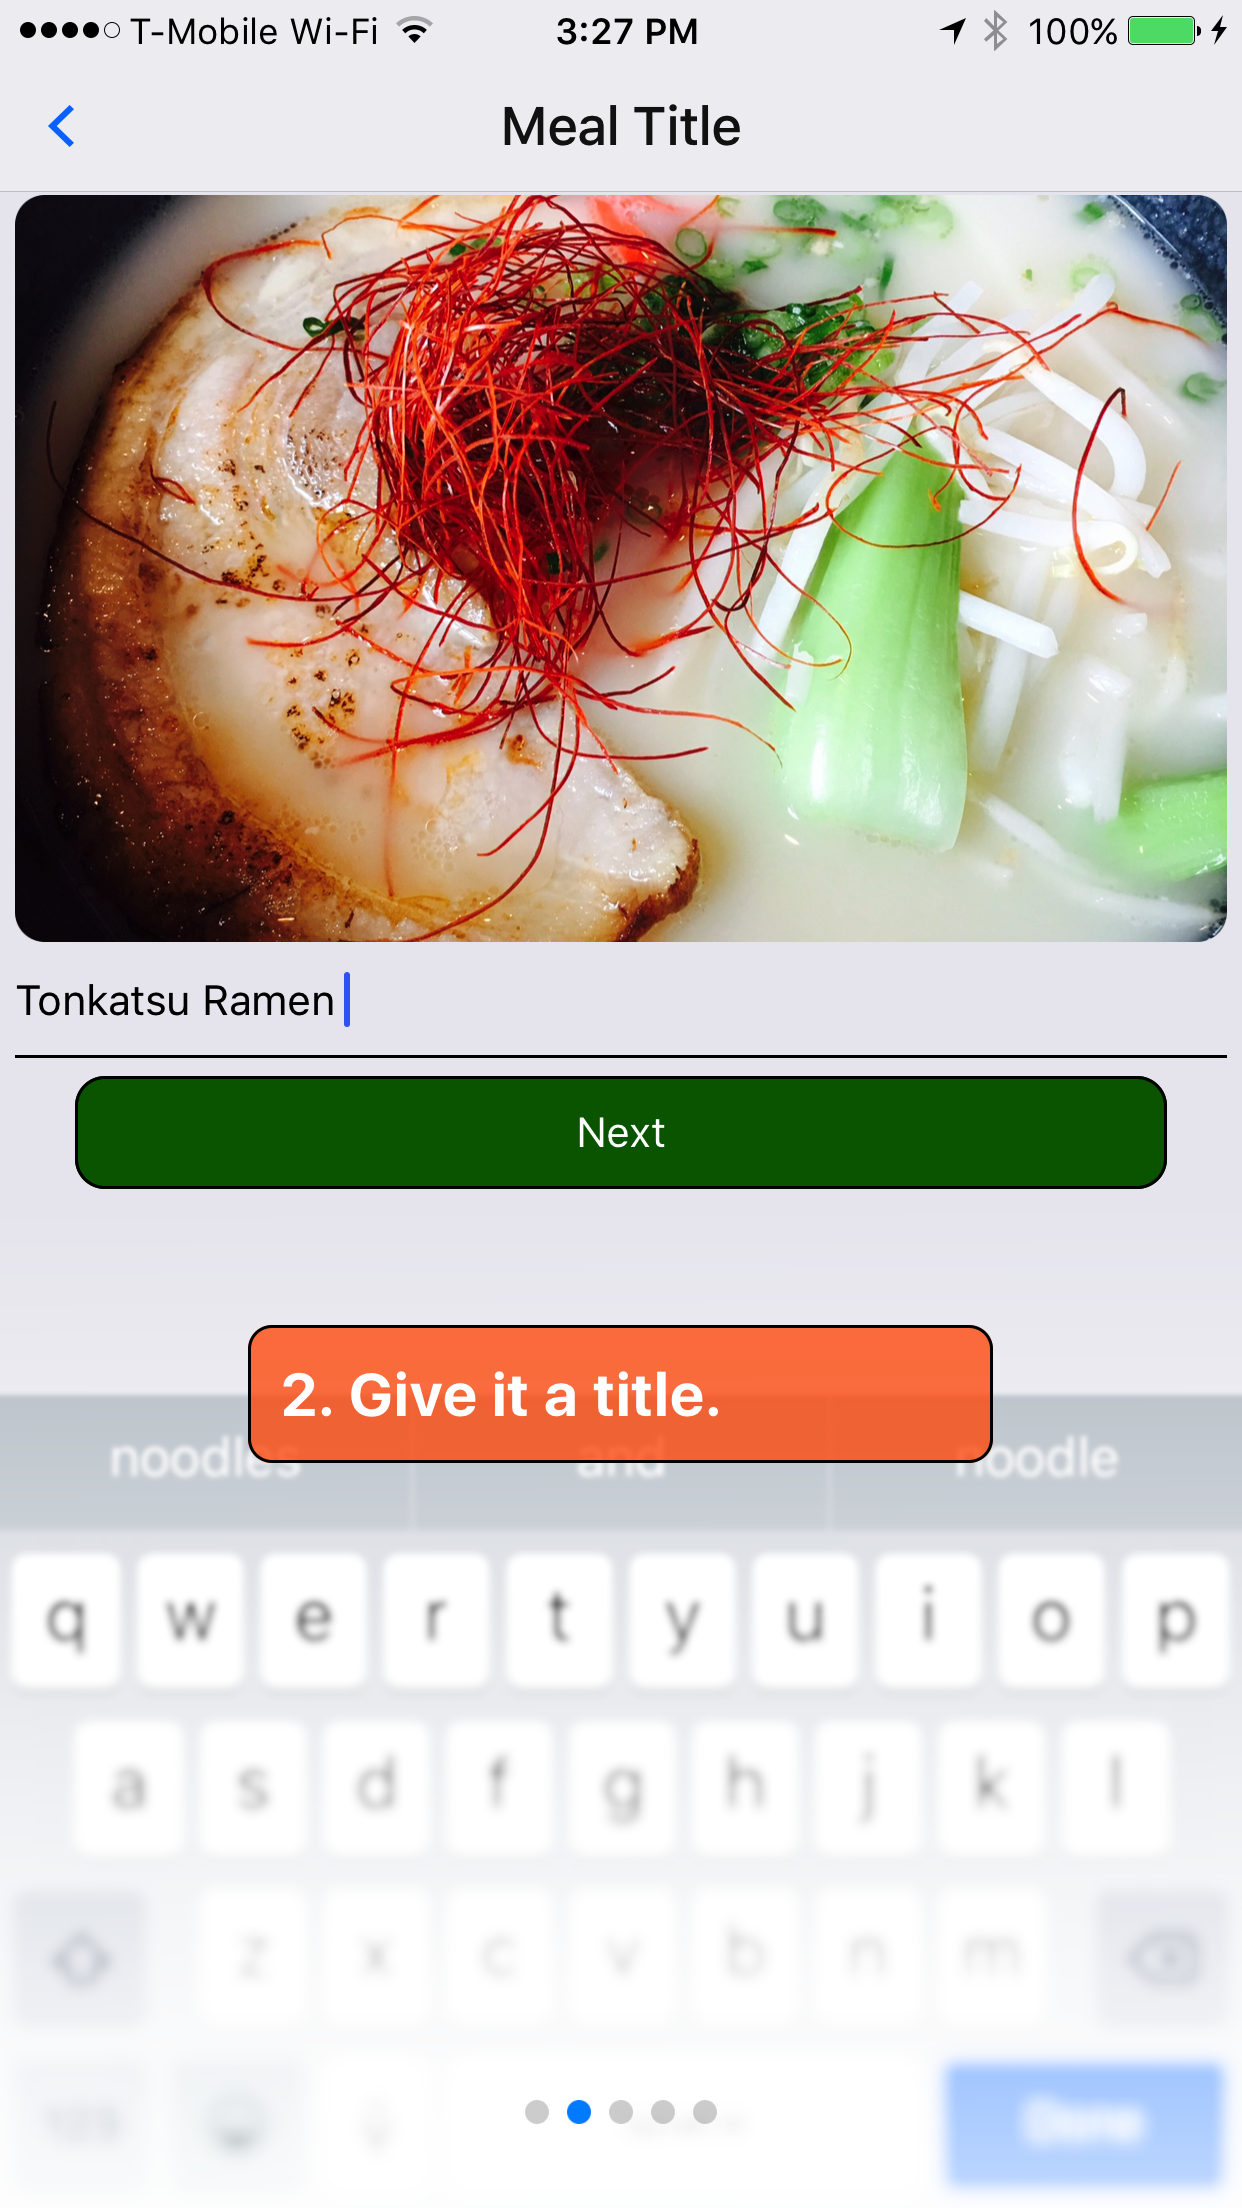 T-Mobile Wi-Fi 3:27 PM 100%
Meal Title
Tonkatsu Ramen
Next
2. Give it a title.
noodles and noodle
q w e r t y u i o p
a s d f g h j k l
z x c v b n m
123 Done